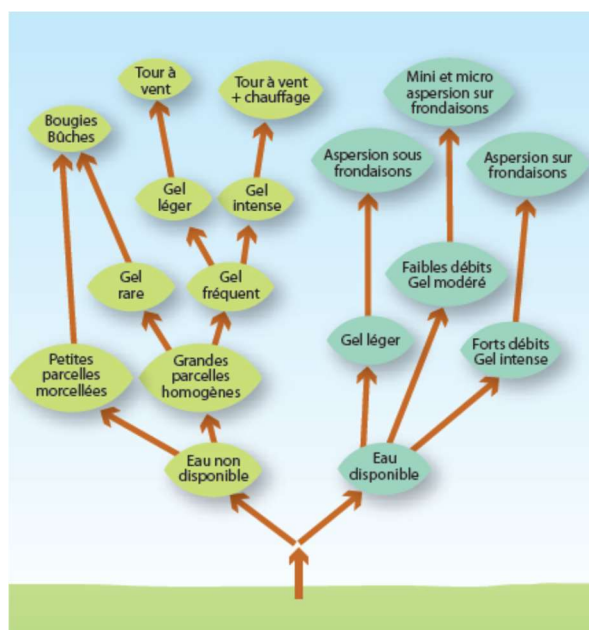 Tour à
vent
Tour à vent
+ chauffage
Mini et micro
aspersion sur
frondaisons
Bougies
Bûches
Aspersion sous
frondaisons
Aspersion sur
frondaisons
Gel
léger
Gel
intense
Gel
rare
Gel
fréquent
Faibles débits
Gel modéré
Gel léger
Forts débits
Gel intense
Petites
parcelles
morcellées
Grandes
parcelles
homogènes
Eau non
disponible
Eau
disponible